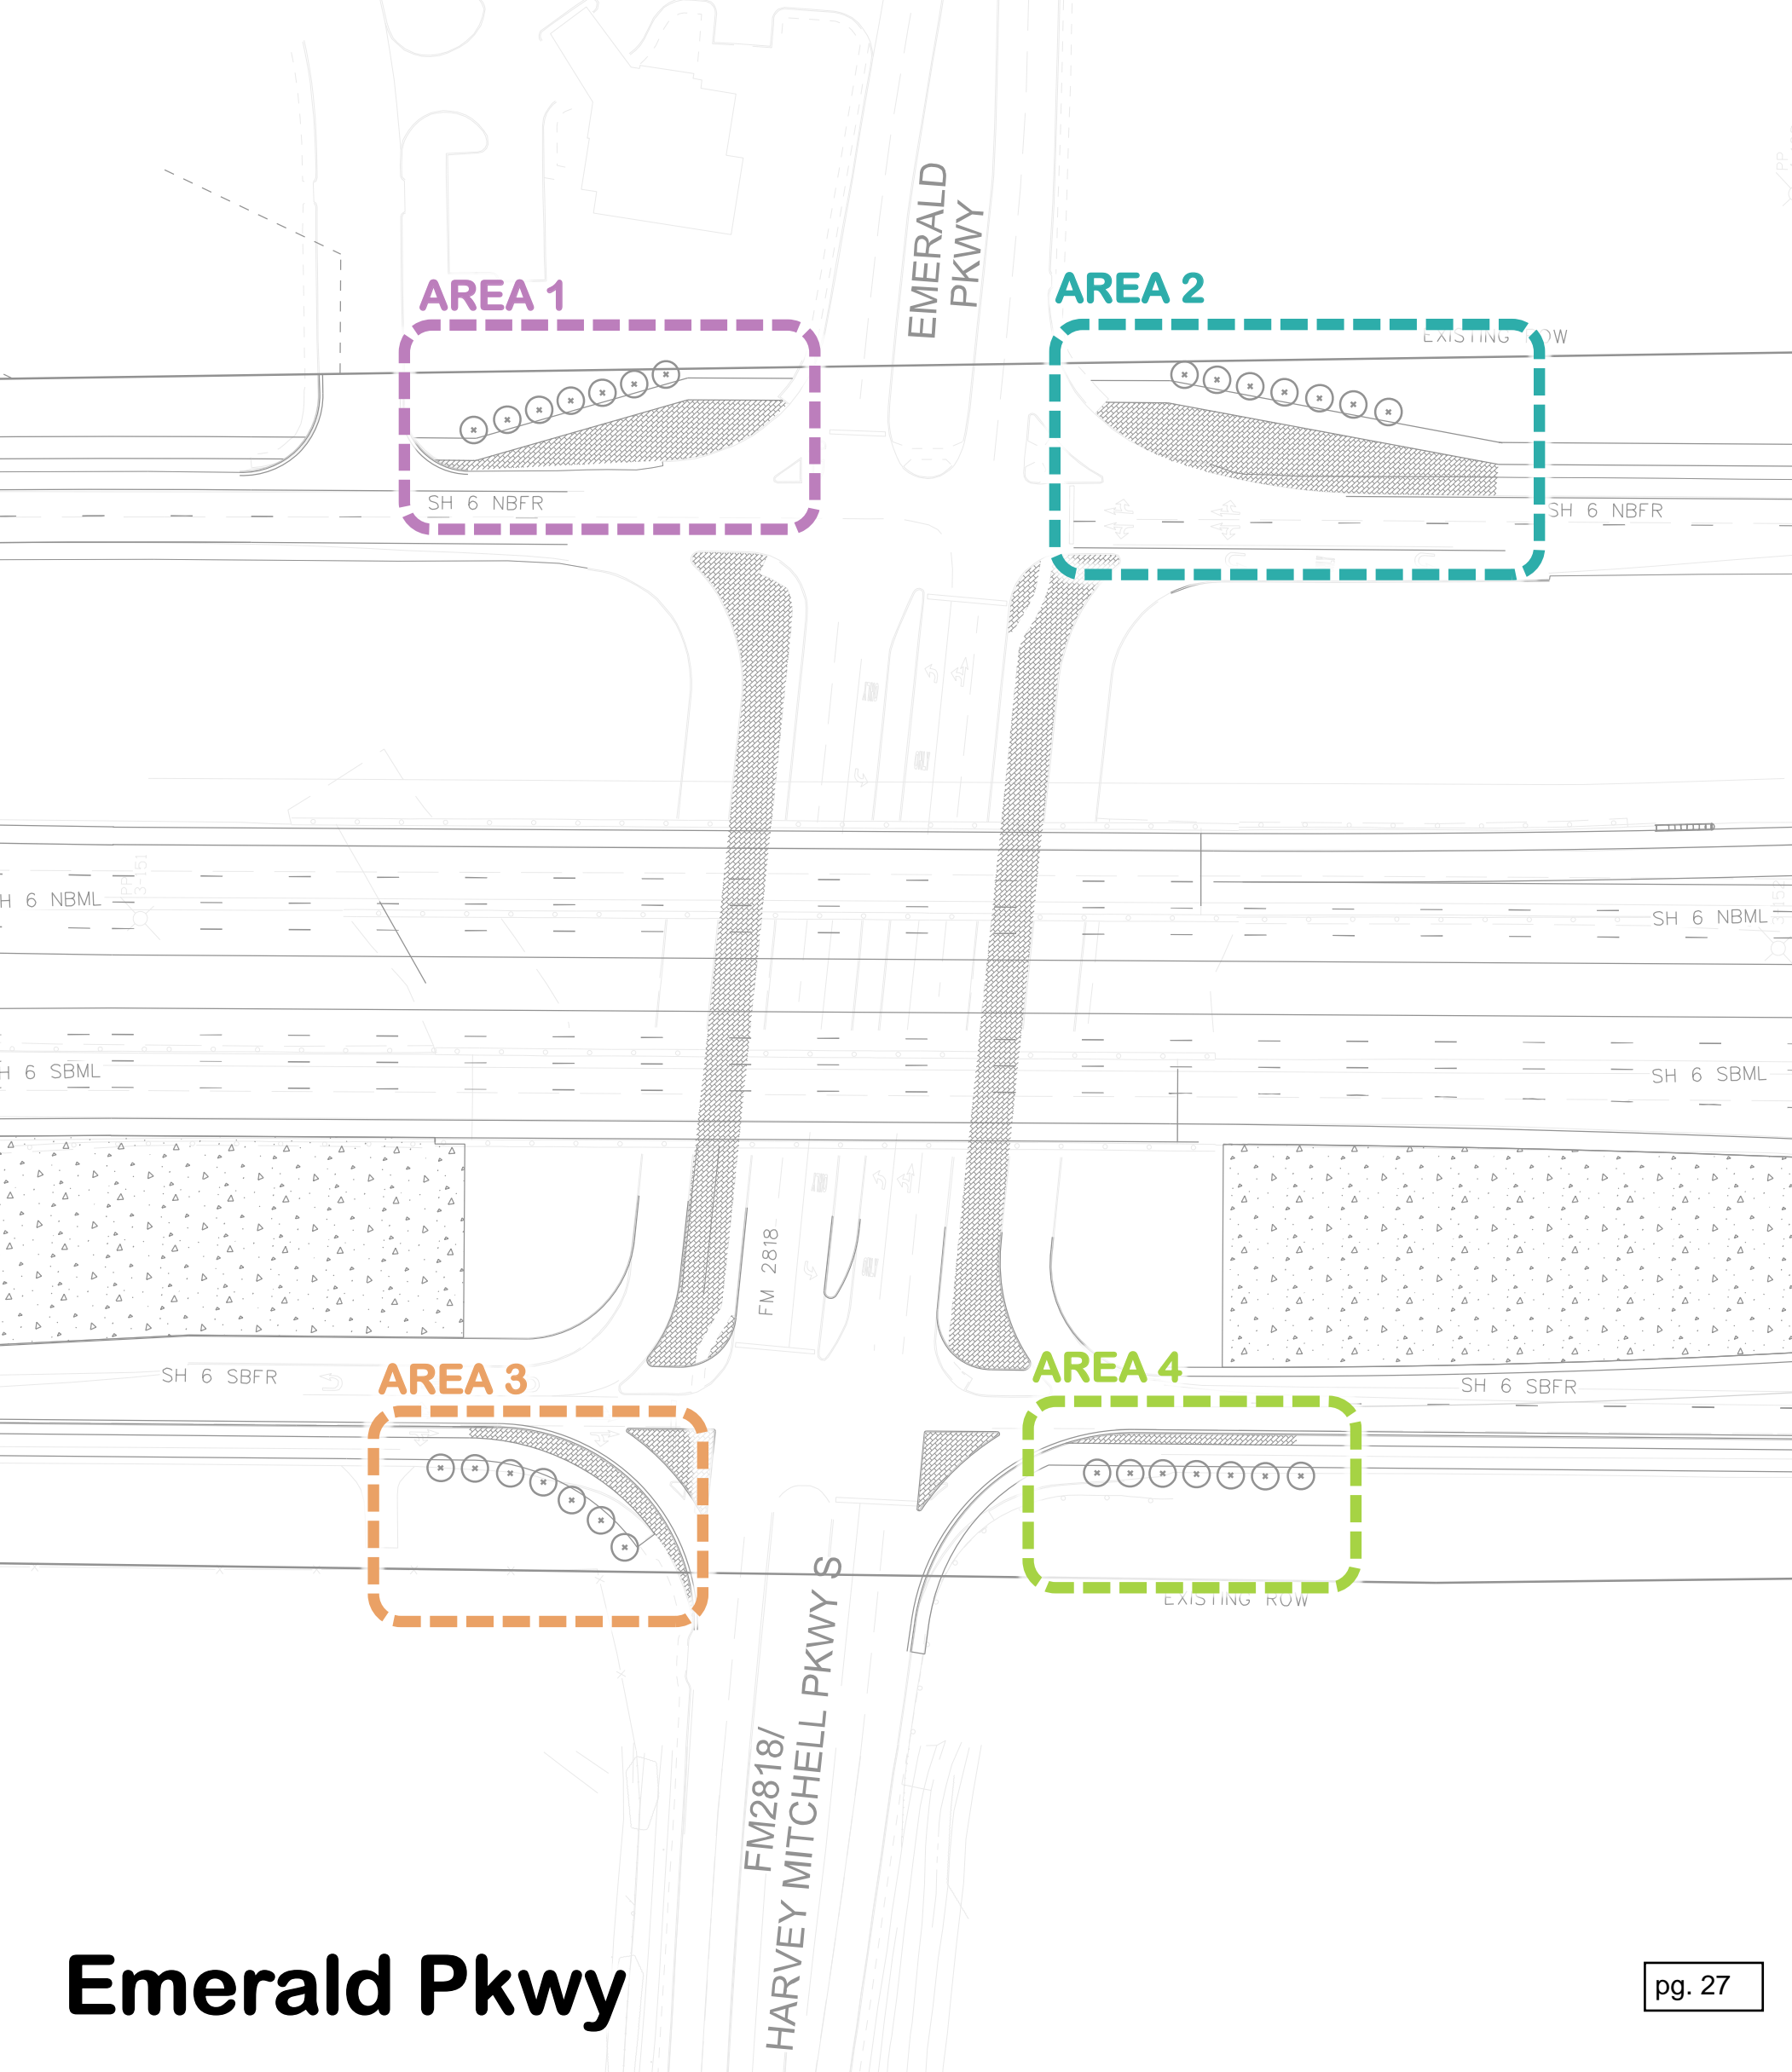 EMERALD
PKWY
AREA 1
AREA 2
EXISTING ROW
SH 6 NBFR
SH 6 NBFR
SH 6 NBML
SH 6 NBML
SH 6 SBML
SH 6 SBML
FM 2818
SH 6 SBFR
AREA 3
AREA 4
SH 6 SBFR
EXISTING ROW
FM2818/
HARVEY MITCHELL PKWY S
Emerald Pkwy
pg. 27